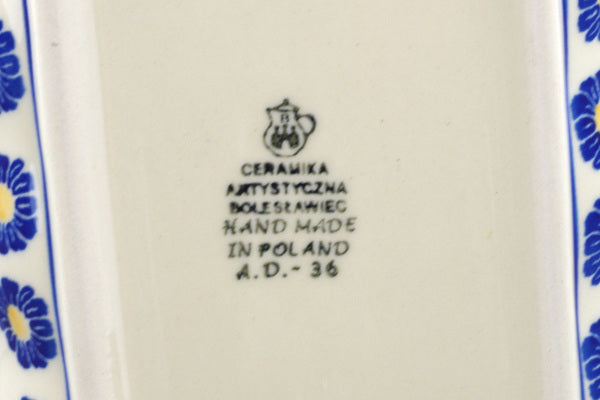 B
CERAMIKA
ARTYSTYCZNA
BOLESŁAWIEC
HAND MADE
IN POLAND
A.D.- 36